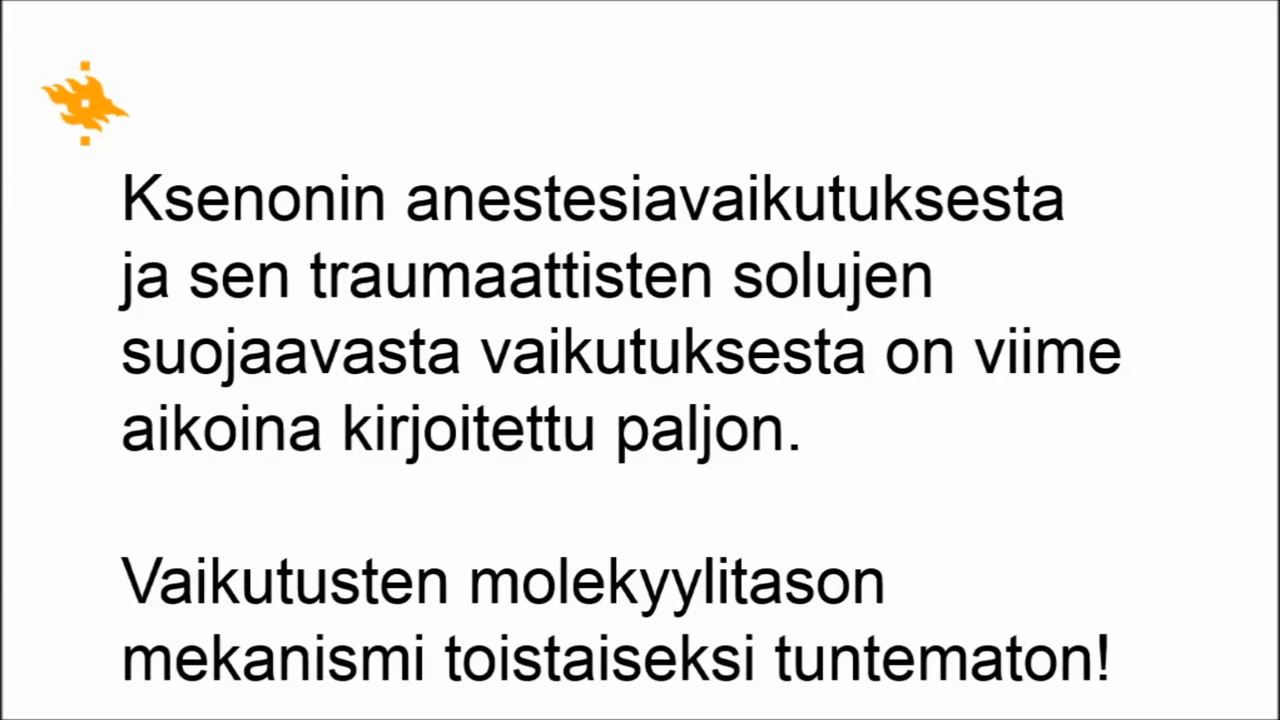 Ksenonin anestesiavaikutuksesta
ja sen traumaattisten solujen
suojaavasta vaikutuksesta on viime
aikoina kirjoitettu paljon.
Vaikutusten molekyylitason
mekanismi toistaiseksi tuntematon!